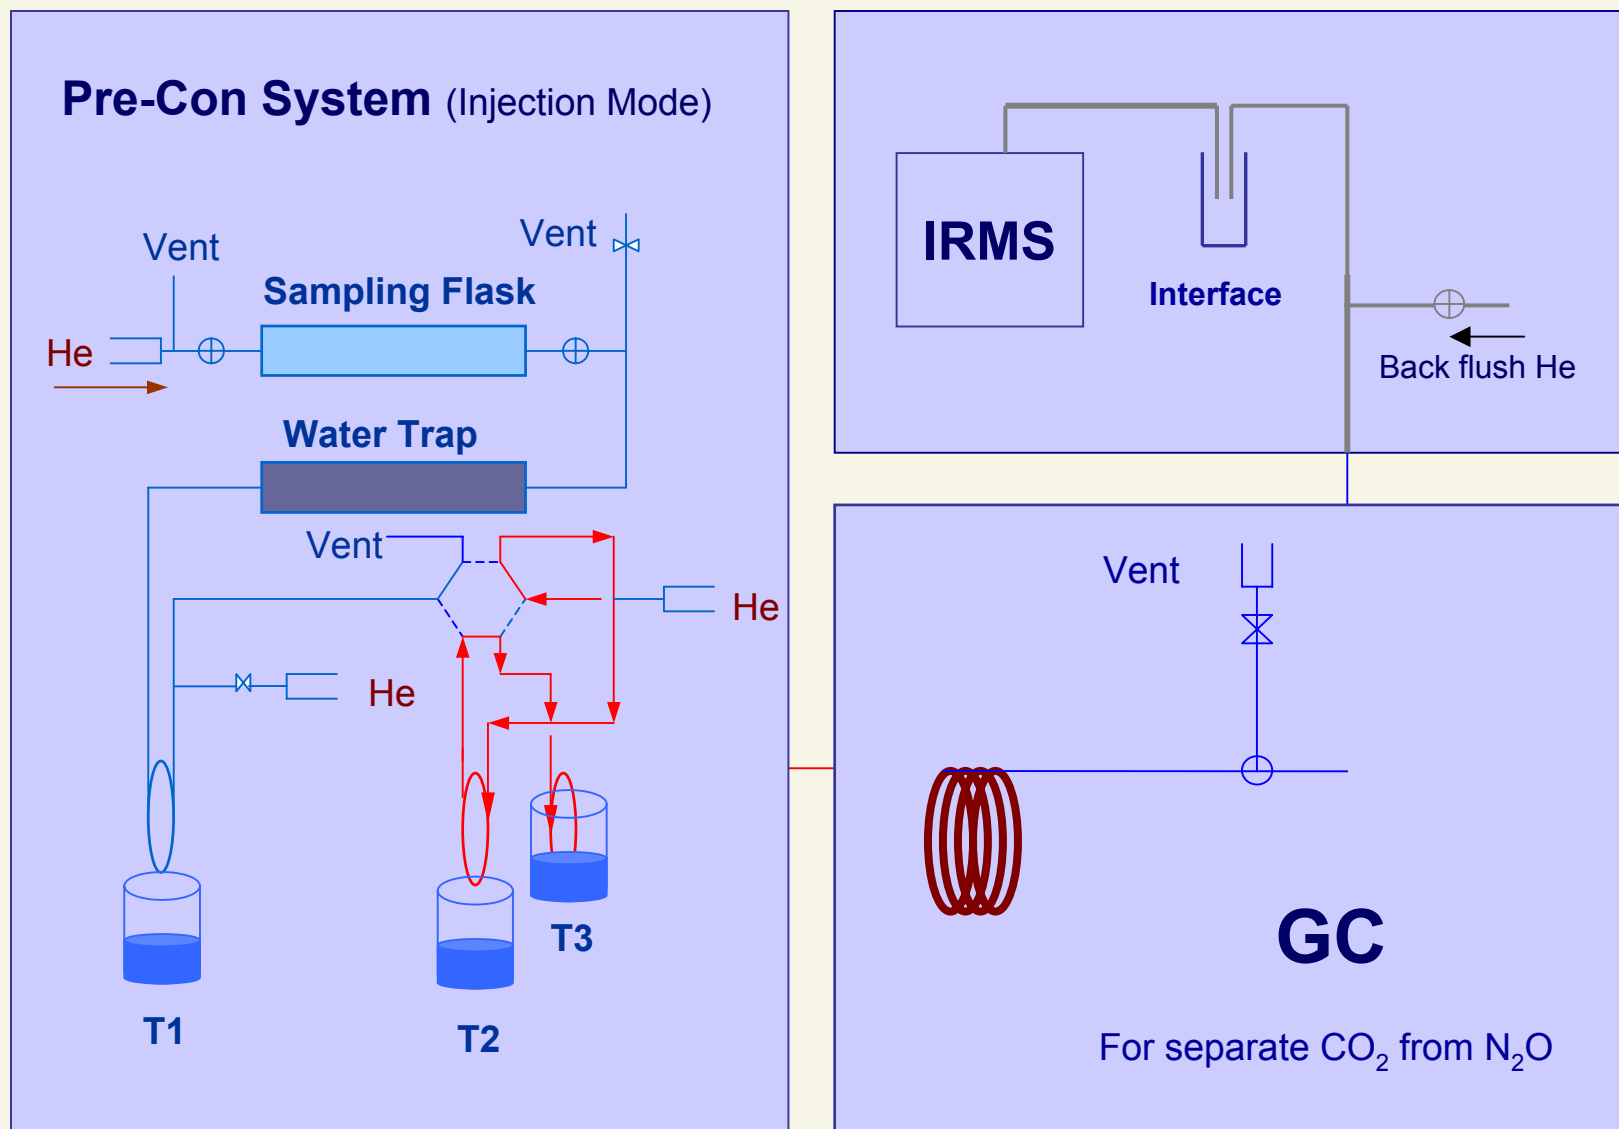 Pre-Con System (Injection Mode)
Vent
Vent
Sampling Flask
He
Water Trap
Vent
He
He
T3
T1
T2
IRMS
Interface
Back flush He
Vent
GC
For separate CO₂ from N₂O